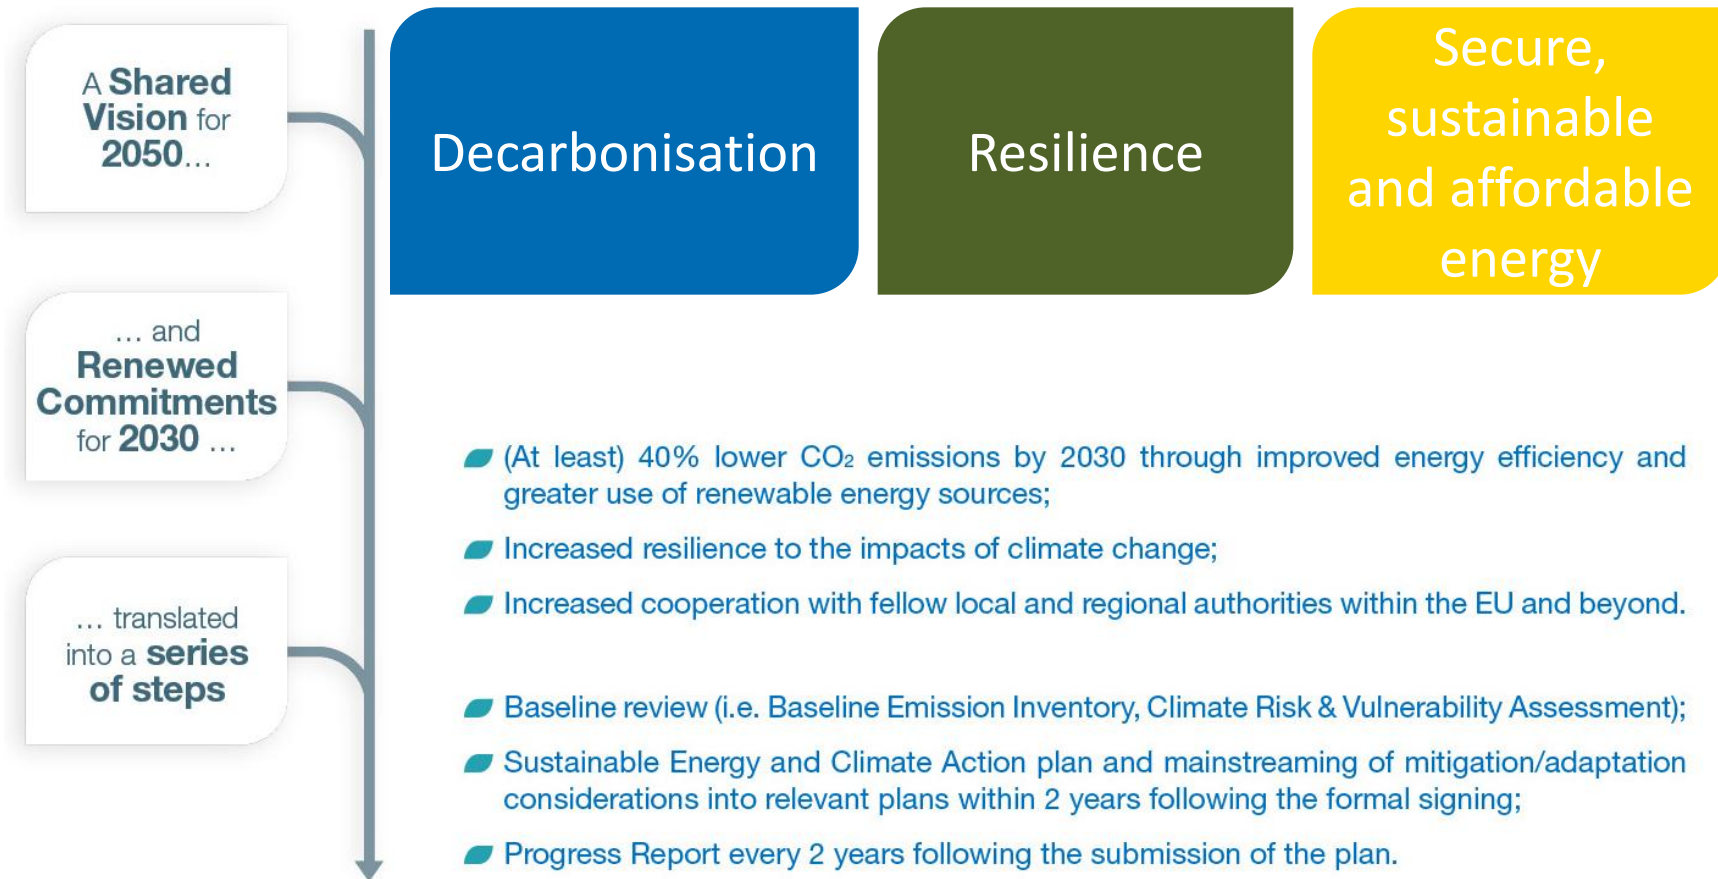 A Shared
Vision for
2050...
Decarbonisation
Resilience
Secure,
sustainable
and affordable
energy
... and
Renewed
Commitments
for 2030 ...
(At least) 40% lower CO₂ emissions by 2030 through improved energy efficiency and
greater use of renewable energy sources;
Increased resilience to the impacts of climate change;
Increased cooperation with fellow local and regional authorities within the EU and beyond.
... translated
into a series
of steps
Baseline review (i.e. Baseline Emission Inventory, Climate Risk & Vulnerability Assessment);
Sustainable Energy and Climate Action plan and mainstreaming of mitigation/adaptation
considerations into relevant plans within 2 years following the formal signing;
Progress Report every 2 years following the submission of the plan.